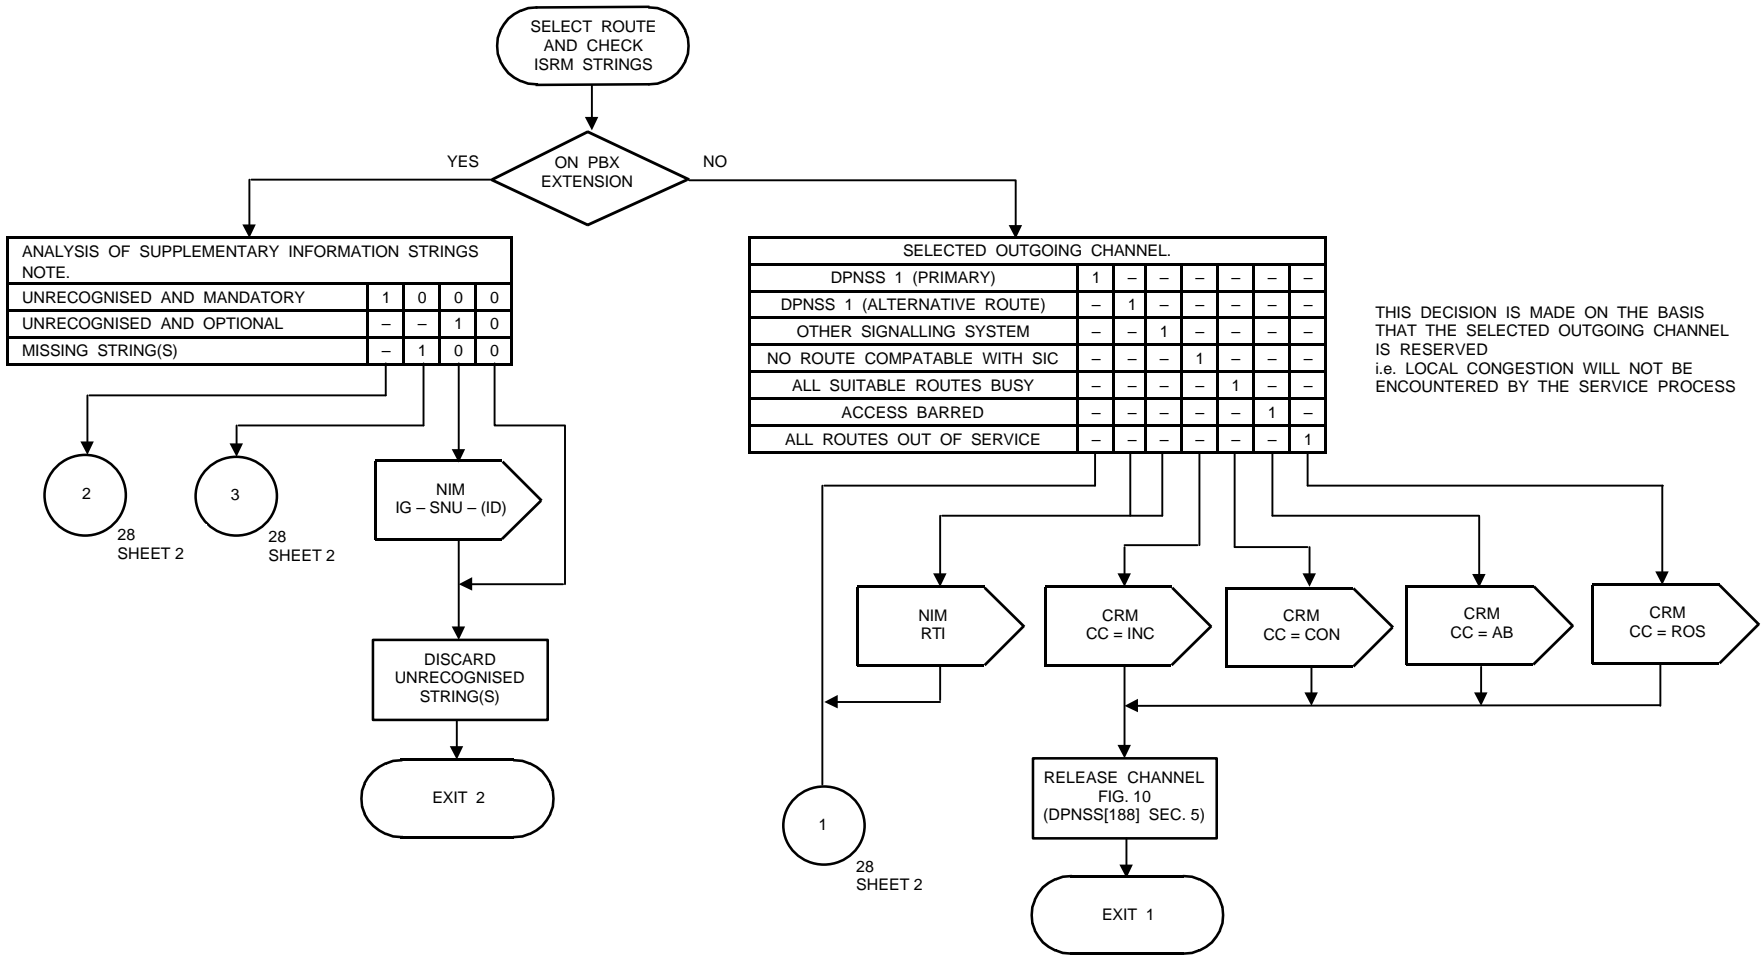 SELECT ROUTE
AND CHECK
ISRM STRINGS
YES
ON PBX
EXTENSION
NO
ANALYSIS OF SUPPLEMENTARY INFORMATION STRINGS
NOTE.
UNRECOGNISED AND MANDATORY 1 0 0 0
UNRECOGNISED AND OPTIONAL – – 1 0
MISSING STRING(S) – 1 0 0
SELECTED OUTGOING CHANNEL.
DPNSS 1 (PRIMARY) 1 – – – – – –
DPNSS 1 (ALTERNATIVE ROUTE) – 1 – – – – –
OTHER SIGNALLING SYSTEM – – 1 – – – –
NO ROUTE COMPATABLE WITH SIC – – – 1 – – –
ALL SUITABLE ROUTES BUSY – – – – 1 – –
ACCESS BARRED – – – – – 1 –
ALL ROUTES OUT OF SERVICE – – – – – – 1
THIS DECISION IS MADE ON THE BASIS
THAT THE SELECTED OUTGOING CHANNEL
IS RESERVED
i.e. LOCAL CONGESTION WILL NOT BE
ENCOUNTERED BY THE SERVICE PROCESS
2
28
SHEET 2
3
28
SHEET 2
NIM
IG – SNU – (ID)
DISCARD
UNRECOGNISED
STRING(S)
EXIT 2
NIM
RTI
CRM
CC = INC
CRM
CC = CON
CRM
CC = AB
CRM
CC = ROS
1
28
SHEET 2
RELEASE CHANNEL
FIG. 10
(DPNSS[188] SEC. 5)
EXIT 1